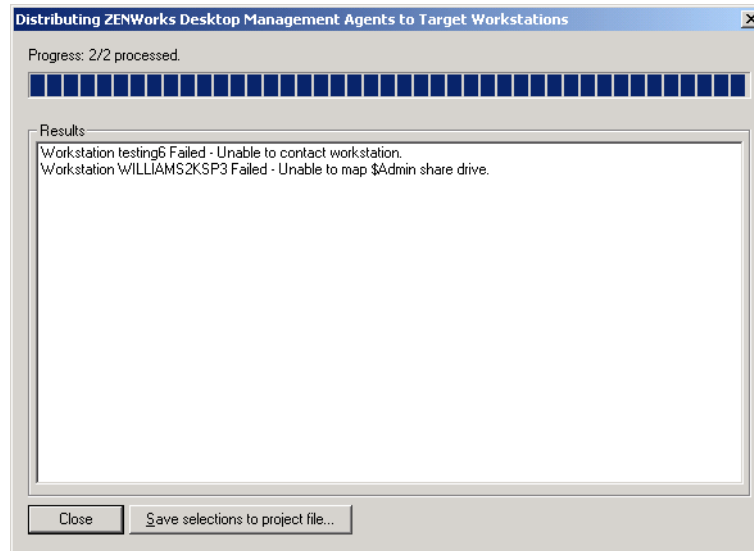 Distributing ZENWorks Desktop Management Agents to Target Workstations
Progress: 2/2 processed.
Results
Workstation testing6 Failed - Unable to contact workstation.
Workstation WILLIAMS2KSP3 Failed - Unable to map $Admin share drive.
Close
Save selections to project file...